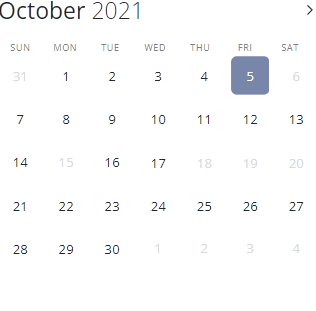 October 2021 >
SUN MON TUE WED THU FRI SAT
31 1 2 3 4 5 6
7 8 9 10 11 12 13
14 15 16 17 18 19 20
21 22 23 24 25 26 27
28 29 30 1 2 3 4